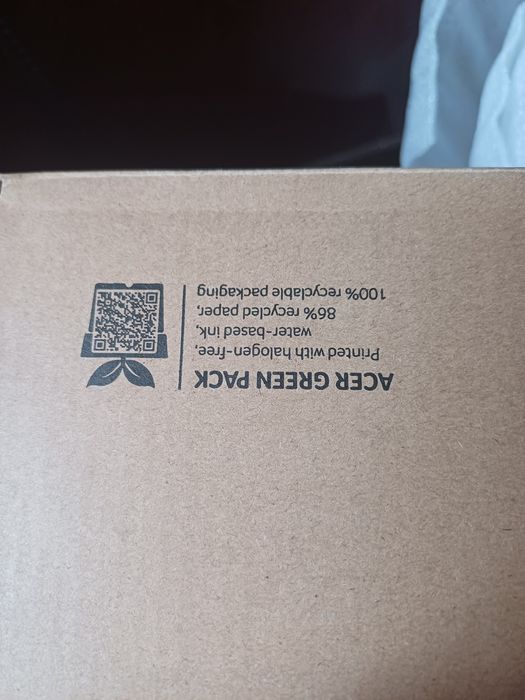 ACER GREEN PACK
Printed with halogen-free,
water-based ink,
86% recycled paper,
100% recyclable packaging